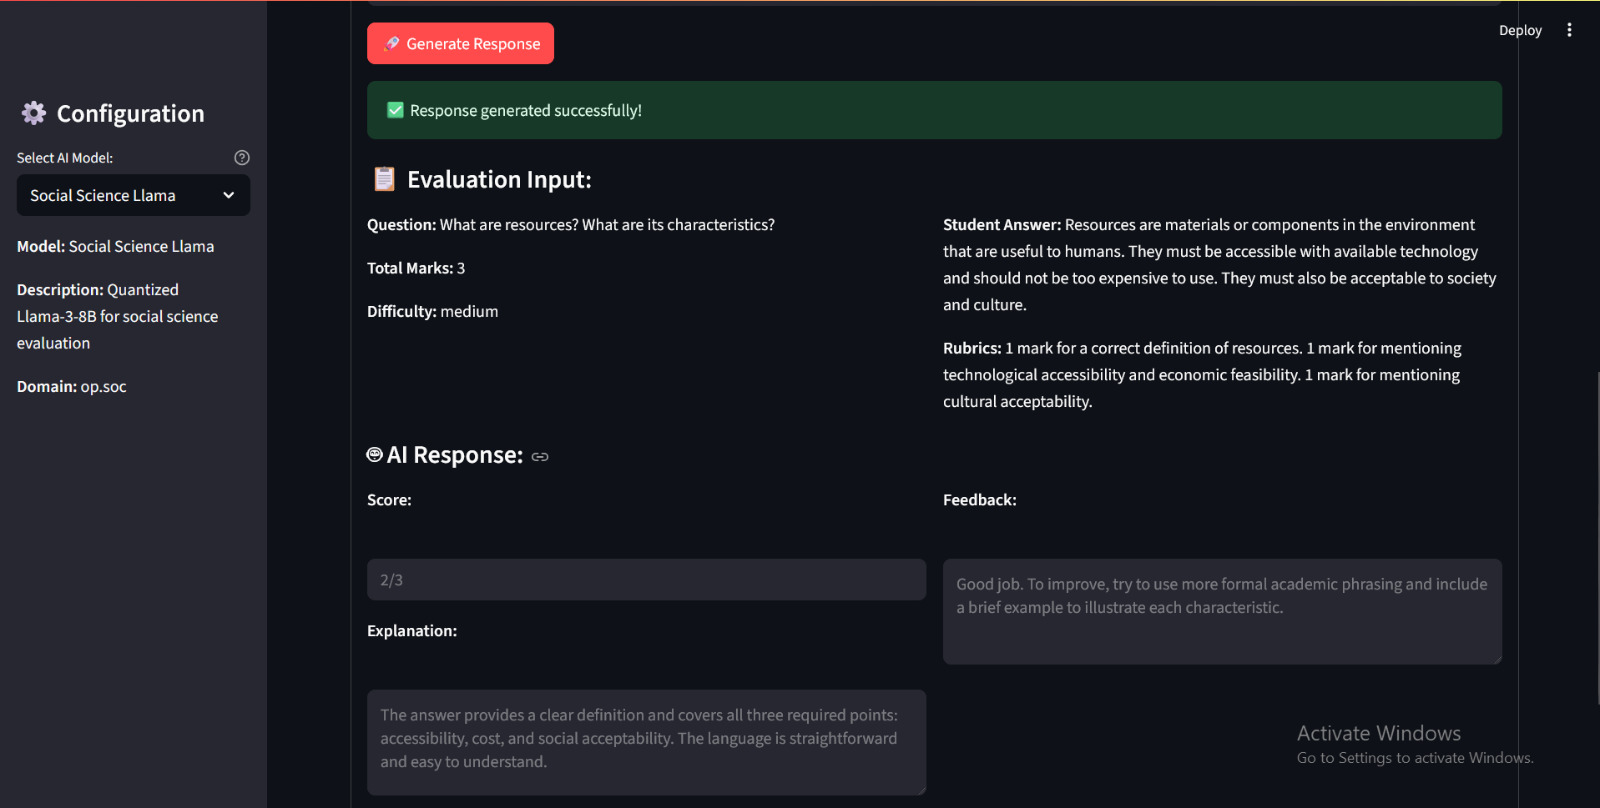 Deploy
Configuration
Select AI Model:
Social Science Llama
Model: Social Science Llama
Description: Quantized
Llama-3-8B for social science
evaluation
Domain: op.soc
Generate Response
Response generated successfully!
Evaluation Input:
Question: What are resources? What are its characteristics?
Total Marks: 3
Difficulty: medium
Student Answer: Resources are materials or components in the environment
that are useful to humans. They must be accessible with available technology
and should not be too expensive to use. They must also be acceptable to society
and culture.
Rubrics: 1 mark for a correct definition of resources. 1 mark for mentioning
technological accessibility and economic feasibility. 1 mark for mentioning
cultural acceptability.
AI Response:
Score:
2/3
Explanation:
The answer provides a clear definition and covers all three required points:
accessibility, cost, and social acceptability. The language is straightforward
and easy to understand.
Feedback:
Good job. To improve, try to use more formal academic phrasing and include
a brief example to illustrate each characteristic.
Activate Windows
Go to Settings to activate Windows.